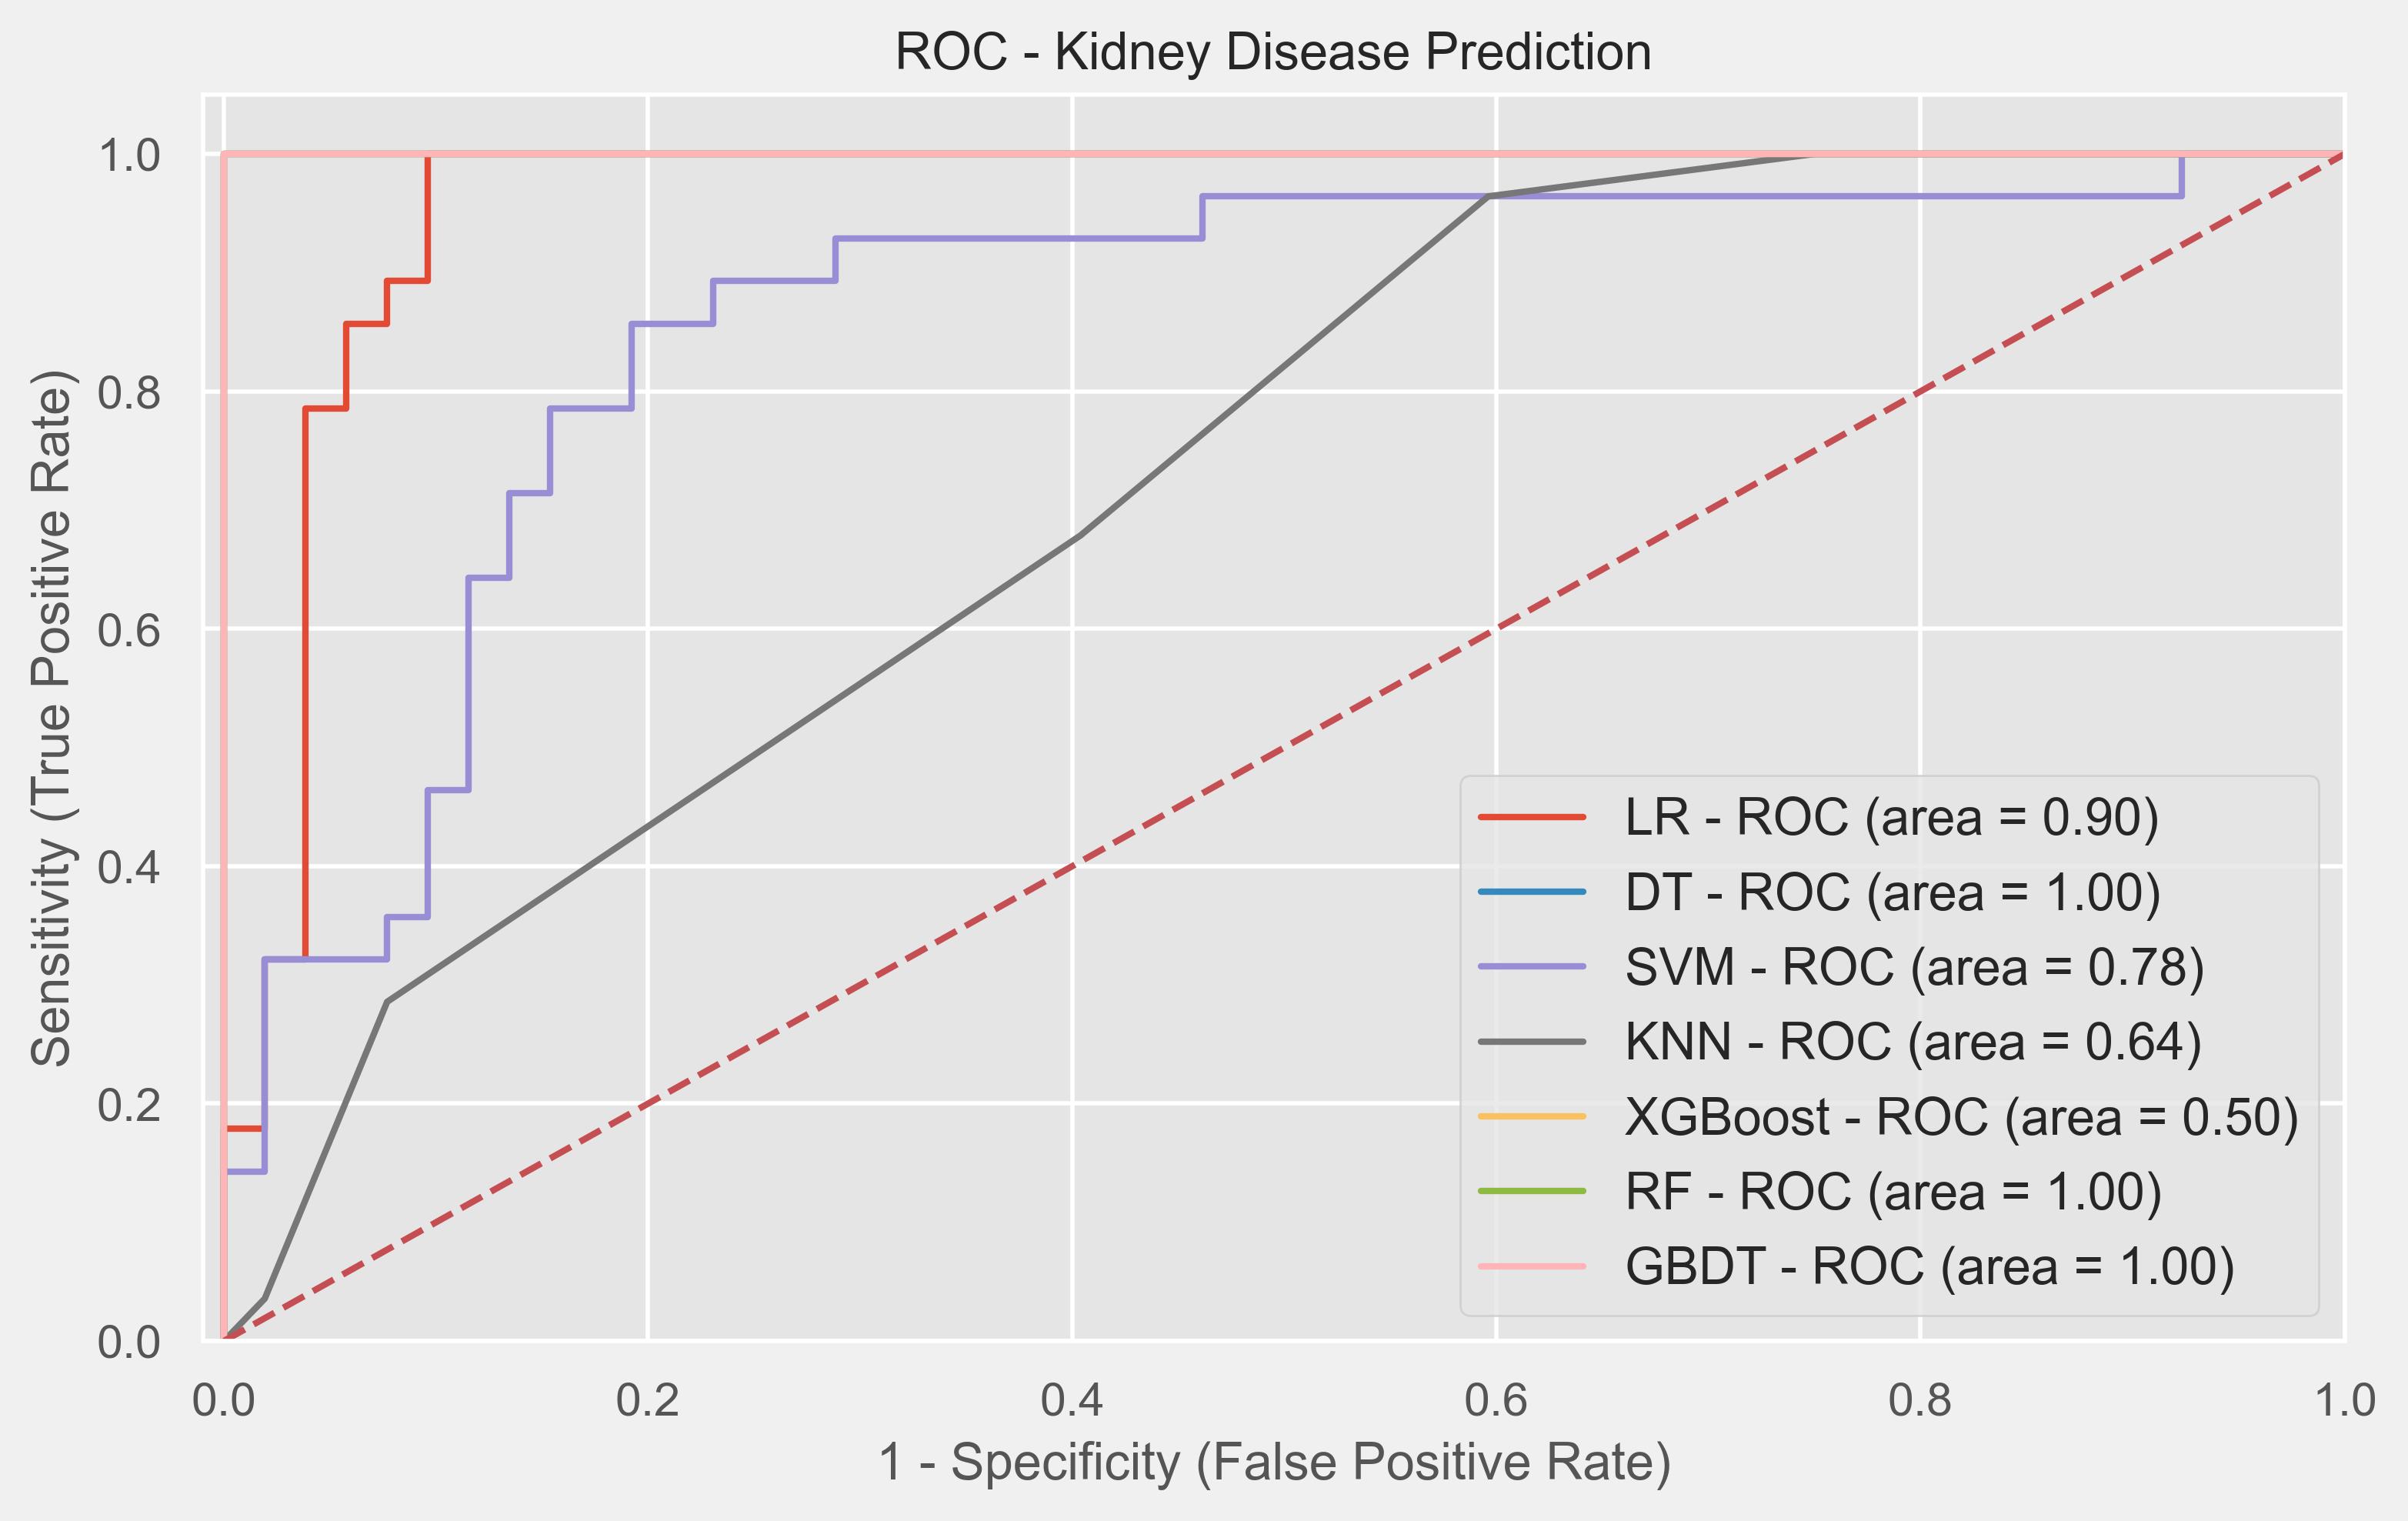 ROC - Kidney Disease Prediction
Sensitivity (True Positive Rate)
1.0
0.8
0.6
0.4
0.2
0.0
LR - ROC (area = 0.90)
DT - ROC (area = 1.00)
SVM - ROC (area = 0.78)
KNN - ROC (area = 0.64)
XGBoost - ROC (area = 0.50)
RF - ROC (area = 1.00)
GBDT - ROC (area = 1.00)
0.0 0.2 0.4 0.6 0.8 1.0
1 - Specificity (False Positive Rate)